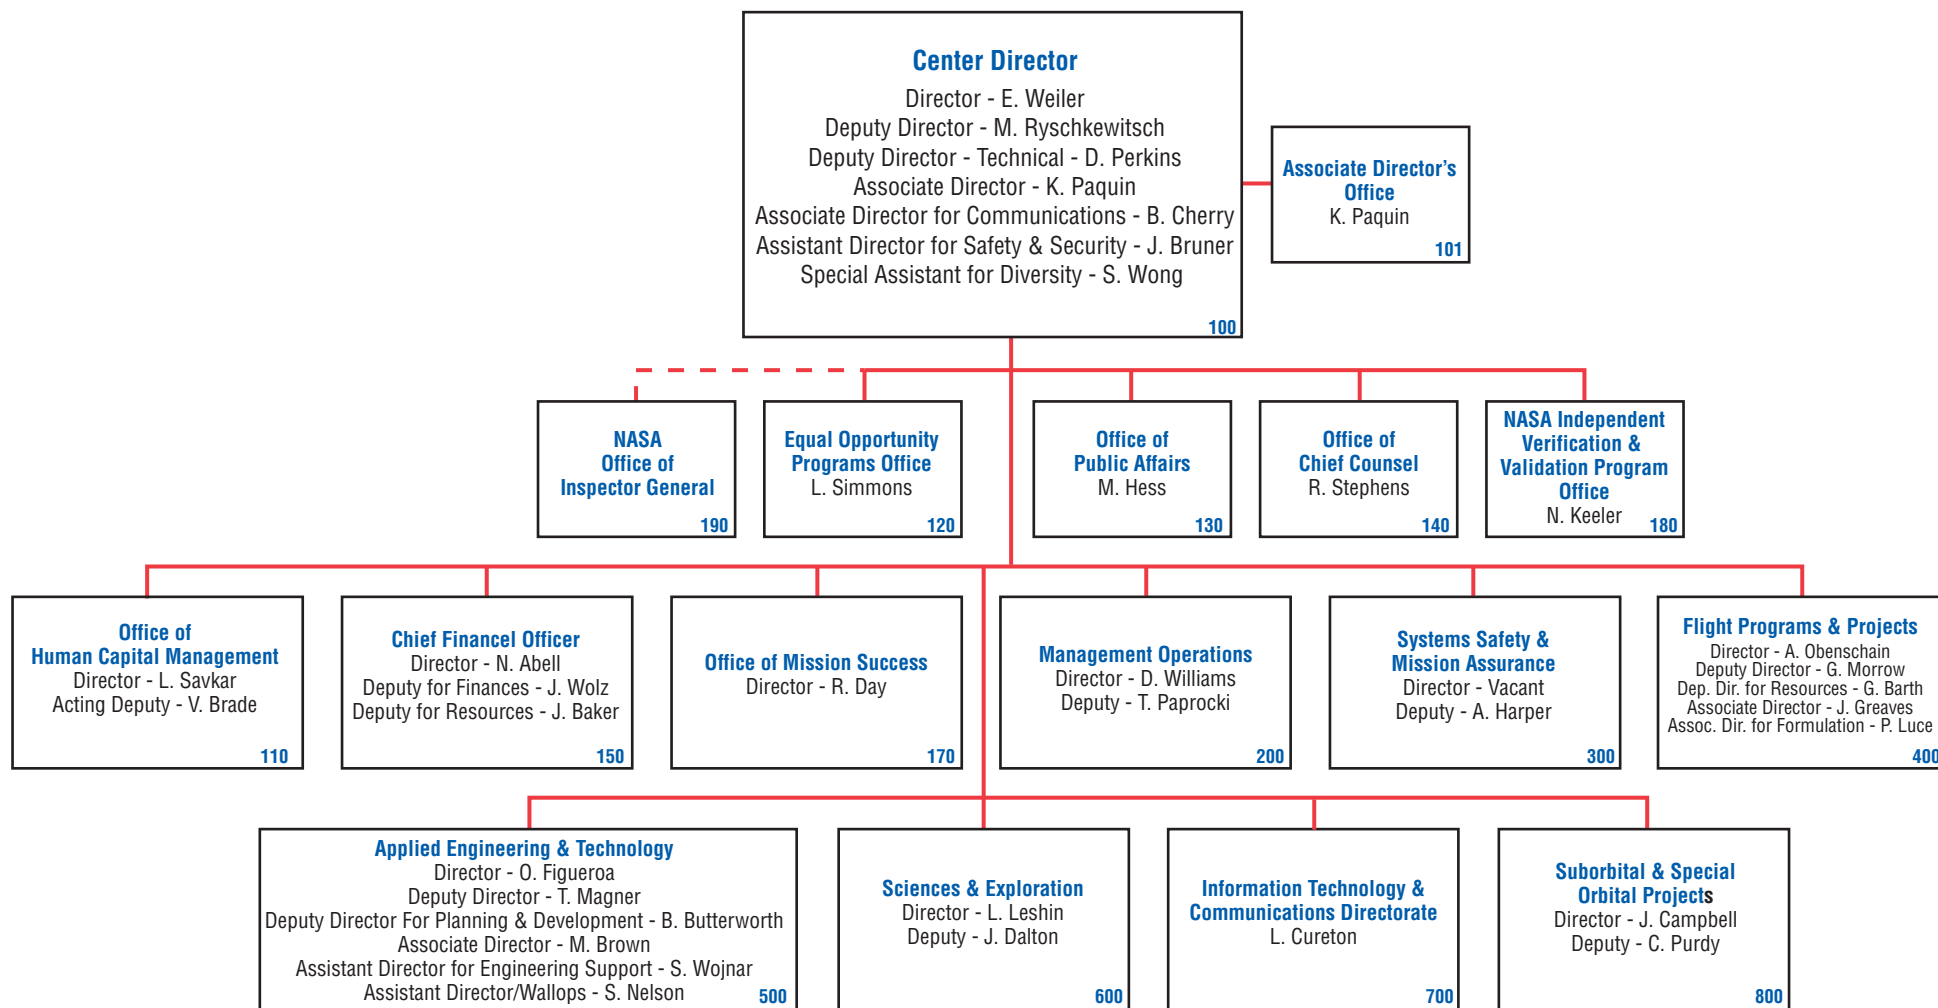 Center Director
Director - E. Weiler
Deputy Director - M. Ryschkewitsch
Deputy Director - Technical - D. Perkins
Associate Director - K. Paquin
Associate Director for Communications - B. Cherry
Assistant Director for Safety & Security - J. Bruner
Special Assistant for Diversity - S. Wong
100
Associate Director’s
Office
K. Paquin
101
NASA
Office of
Inspector General
190
Equal Opportunity
Programs Office
L. Simmons
120
Office of
Public Affairs
M. Hess
130
Office of
Chief Counsel
R. Stephens
140
NASA Independent
Verification &
Validation Program
Office
N. Keeler
180
Office of
Human Capital Management
Director - L. Savkar
Acting Deputy - V. Brade
110
Chief Financel Officer
Director - N. Abell
Deputy for Finances - J. Wolz
Deputy for Resources - J. Baker
150
Office of Mission Success
Director - R. Day
170
Management Operations
Director - D. Williams
Deputy - T. Paprocki
200
Systems Safety &
Mission Assurance
Director - Vacant
Deputy - A. Harper
300
Flight Programs & Projects
Director - A. Obenschain
Deputy Director - G. Morrow
Dep. Dir. for Resources - G. Barth
Associate Director - J. Greaves
Assoc. Dir. for Formulation - P. Luce
400
Applied Engineering & Technology
Director - O. Figueroa
Deputy Director - T. Magner
Deputy Director For Planning & Development - B. Butterworth
Associate Director - M. Brown
Assistant Director for Engineering Support - S. Wojnar
Assistant Director/Wallops - S. Nelson
500
Sciences & Exploration
Director - L. Leshin
Deputy - J. Dalton
600
Information Technology &
Communications Directorate
L. Cureton
700
Suborbital & Special
Orbital Projects
Director - J. Campbell
Deputy - C. Purdy
800